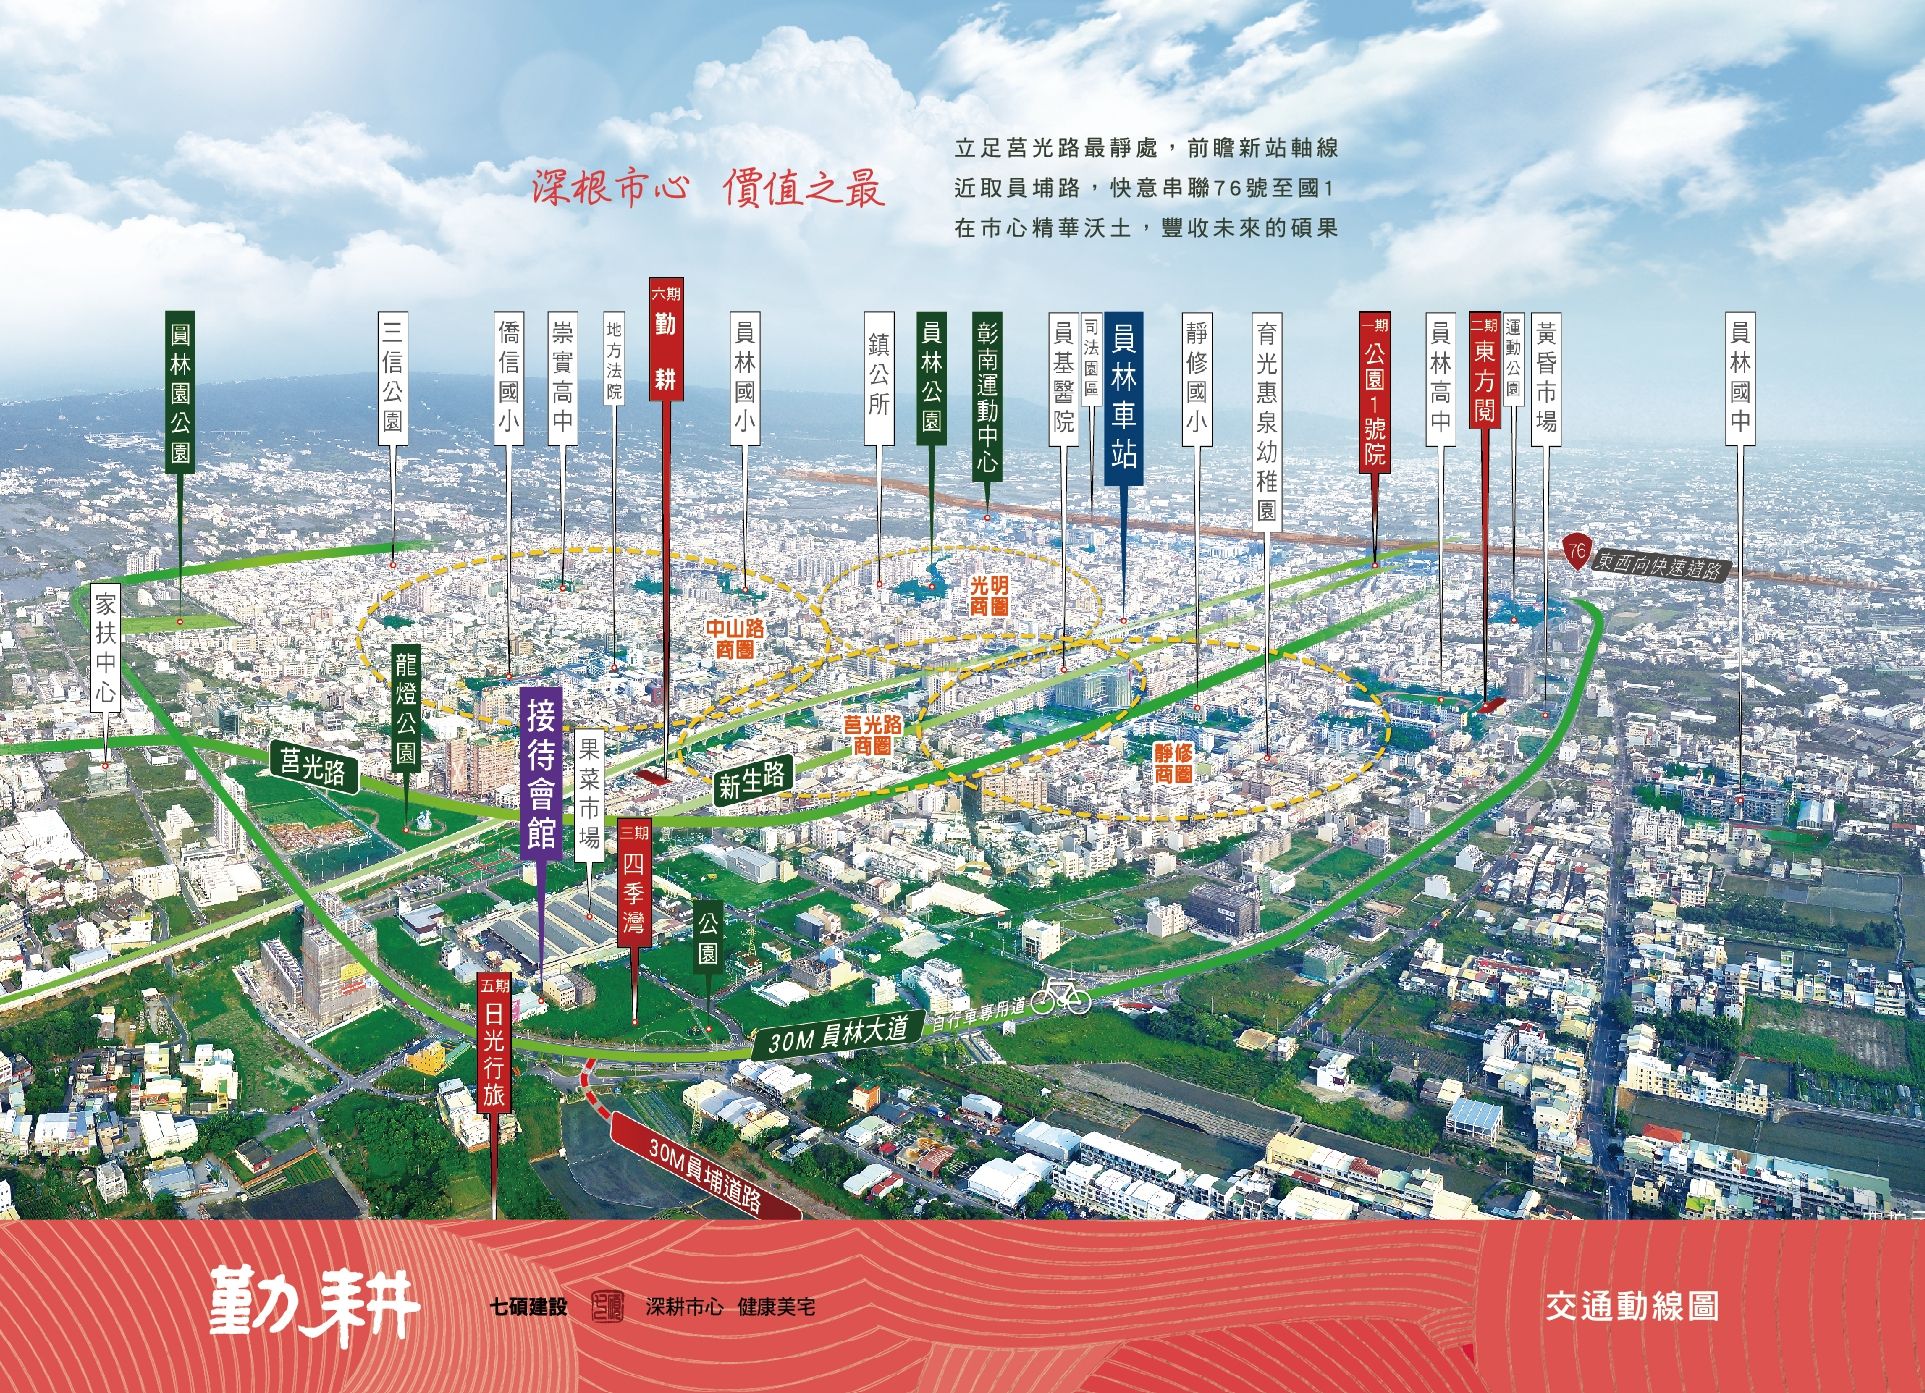 立足莒光路最靜處，前瞻新站軸線
深根市心 價值之最
近取員埔路，快意串聯76號至國1
在市心精華沃土，豐收未來的碩果
圓林園公園
三信公園
僑信國小
崇實高中
地方法院
六期
勤耕
員林國小
鎮公所
員林公園
彰南運動中心
員基醫院
司法園區
員林車站
靜修國小
育光惠泉幼稚園
一期
公園1號院
員林高中
二期
東方閱
運動公園
黃昏市場
員林國中
76
東西向快速道路
家扶中心
光明
商圈
中山路
商圈
龍燈公園
接待會館
果菜市場
莒光路
商圈
靜修
商圈
莒光路
新生路
三期
四季灣
公園
五期
日光行旅
30M 員林大道
自行車專用道
30M員埔道路
勤耕
七碩建設
深耕市心 健康美宅
交通動線圖